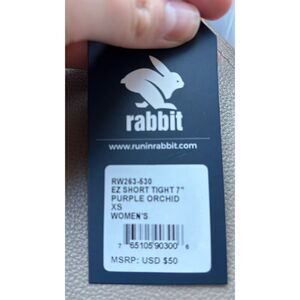 rabbit
www.runinrabbit.com
RW263-530
EZ SHORT TIGHT 7"
PURPLE ORCHID
XS
WOMEN'S
7 65105 90300 6
MSRP: USD $50